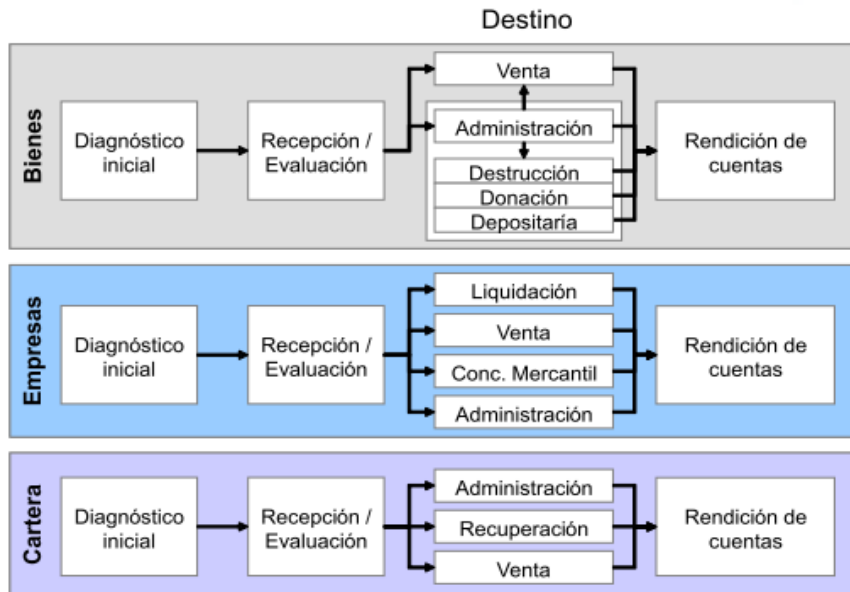 Destino
Bienes
Diagnóstico
inicial
Recepción /
Evaluación
Venta
Administración
Destrucción
Donación
Depositaría
Rendición de
cuentas
Empresas
Diagnóstico
inicial
Recepción /
Evaluación
Liquidación
Venta
Conc. Mercantil
Administración
Rendición de
cuentas
Cartera
Diagnóstico
inicial
Recepción /
Evaluación
Administración
Recuperación
Venta
Rendición de
cuentas